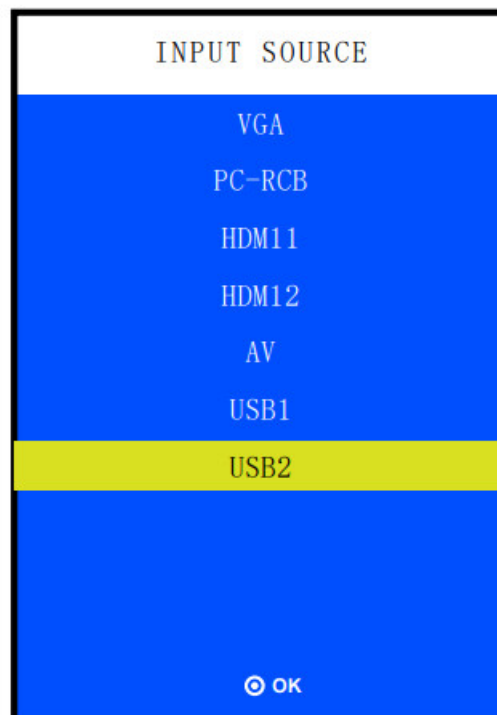 INPUT SOURCE
VGA
PC-RCB
HDM11
HDM12
AV
USB1
USB2
OK